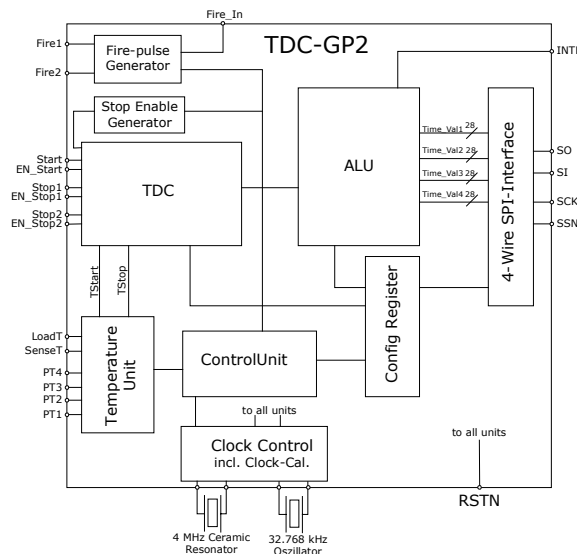 Fire_In
Fire1
Fire2
Fire-pulse
Generator
TDC-GP2
Stop Enable
Generator
Start
EN_Start
Stop1
EN_Stop1
Stop2
EN_Stop2
TDC
ALU
Time_Val1 28
Time_Val2 28
Time_Val3 28
Time_Val4 28
4-Wire SPI-Interface
INT
SO
SI
SCK
SSN
TStart
TStop
LoadT
SenseT
PT4
PT3
PT2
PT1
Temperature
Unit
ControlUnit
Config Register
to all units
Clock Control
incl. Clock-Cal.
to all units
RSTN
4 MHz Ceramic
Resonator
32.768 kHz
Oszillator